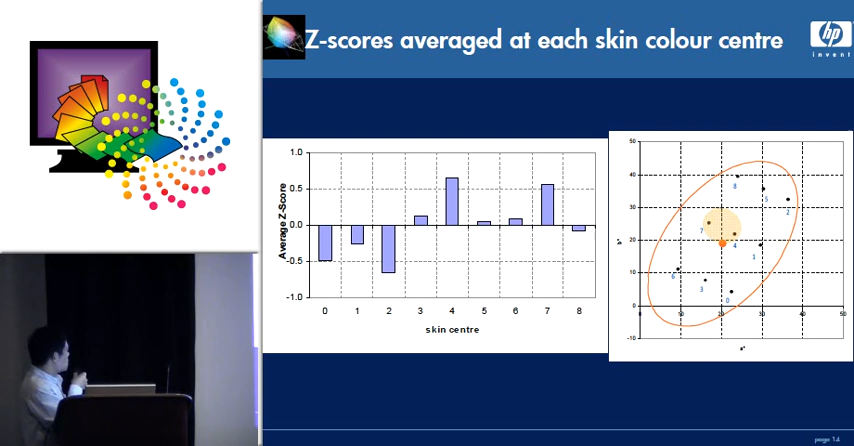 Z-scores averaged at each skin colour centre
hp
invent
1.0
0.5
0.0
-0.5
-1.0
Average Z-Score
0 1 2 3 4 5 6 7 8
skin centre
50
40
30
20
10
0
-10
b*
8
5
2
7
4
1
6
3
0
0 10 20 30 40 50
a*
page 14